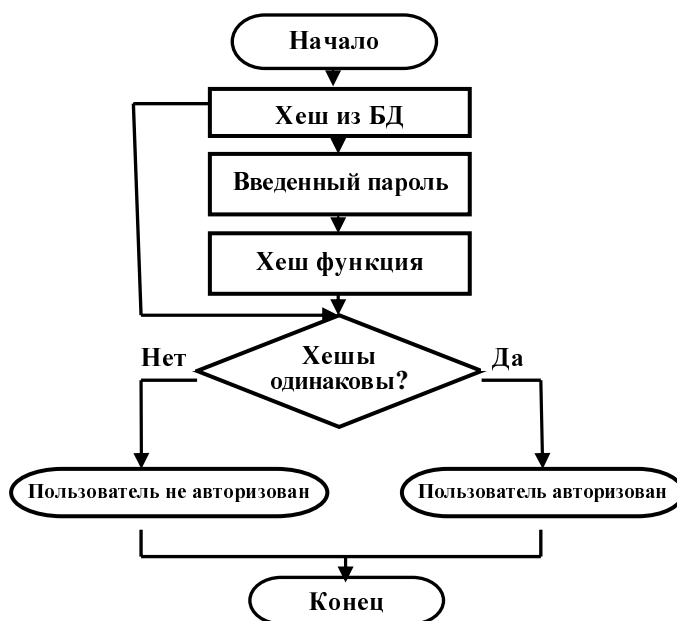 Начало
Хеш из БД
Введенный пароль
Хеш функция
Хешы
одинаковы?
Нет
Да
Пользователь не авторизован
Пользователь авторизован
Конец